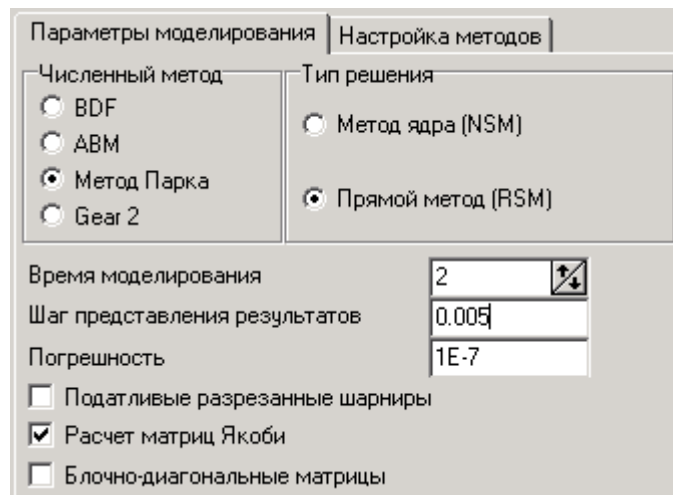 Параметры моделирования Настройка методов
Численный метод
BDF
ABM
Метод Парка
Gear 2
Тип решения
Метод ядра (NSM)
Прямой метод (RSM)
Время моделирования 2
Шаг представления результатов 0.005
Погрешность 1E-7
Податливые разрезанные шарниры
Расчет матриц Якоби
Блочно-диагональные матрицы